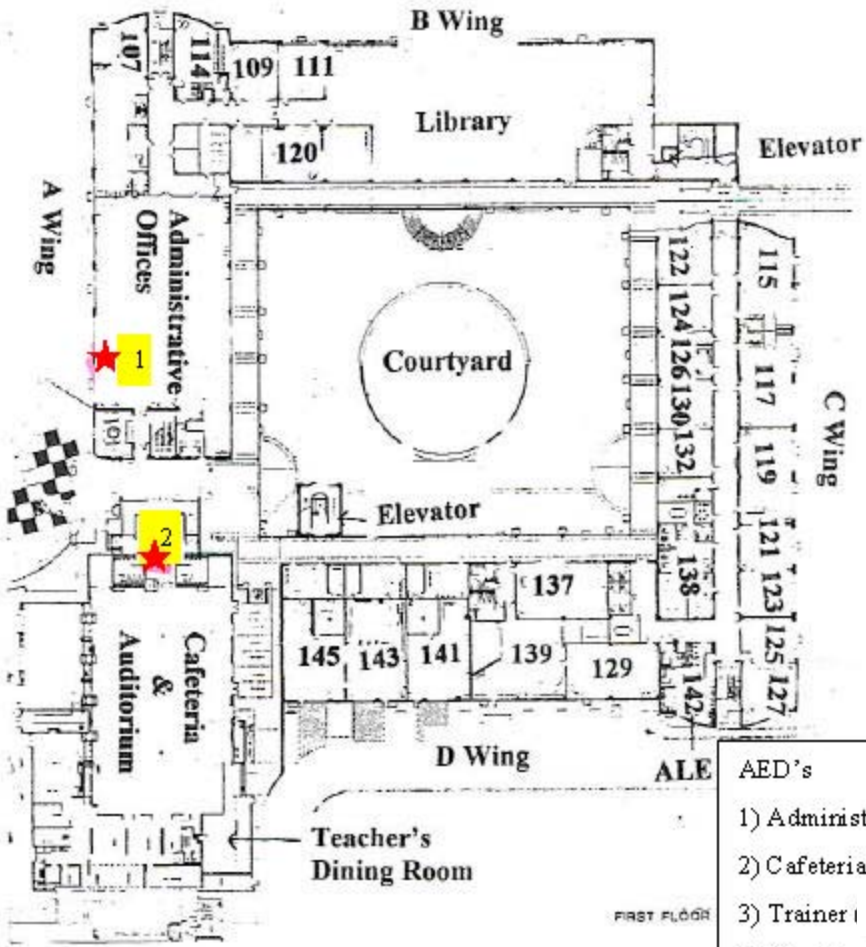 B Wing
107
114
109
111
Library
120
Elevator
A Wing
Administrative
Offices
1
Courtyard
122
124
126
130
132
138
142
115
117
119
121
123
125
127
C Wing
Elevator
2
Cafeteria
&
Auditorium
145
143
141
137
139
129
D Wing
ALE
Teacher's
Dining Room
FIRST FLOOR
AED's
1) Administ
2) Cafeteria
3) Trainer (